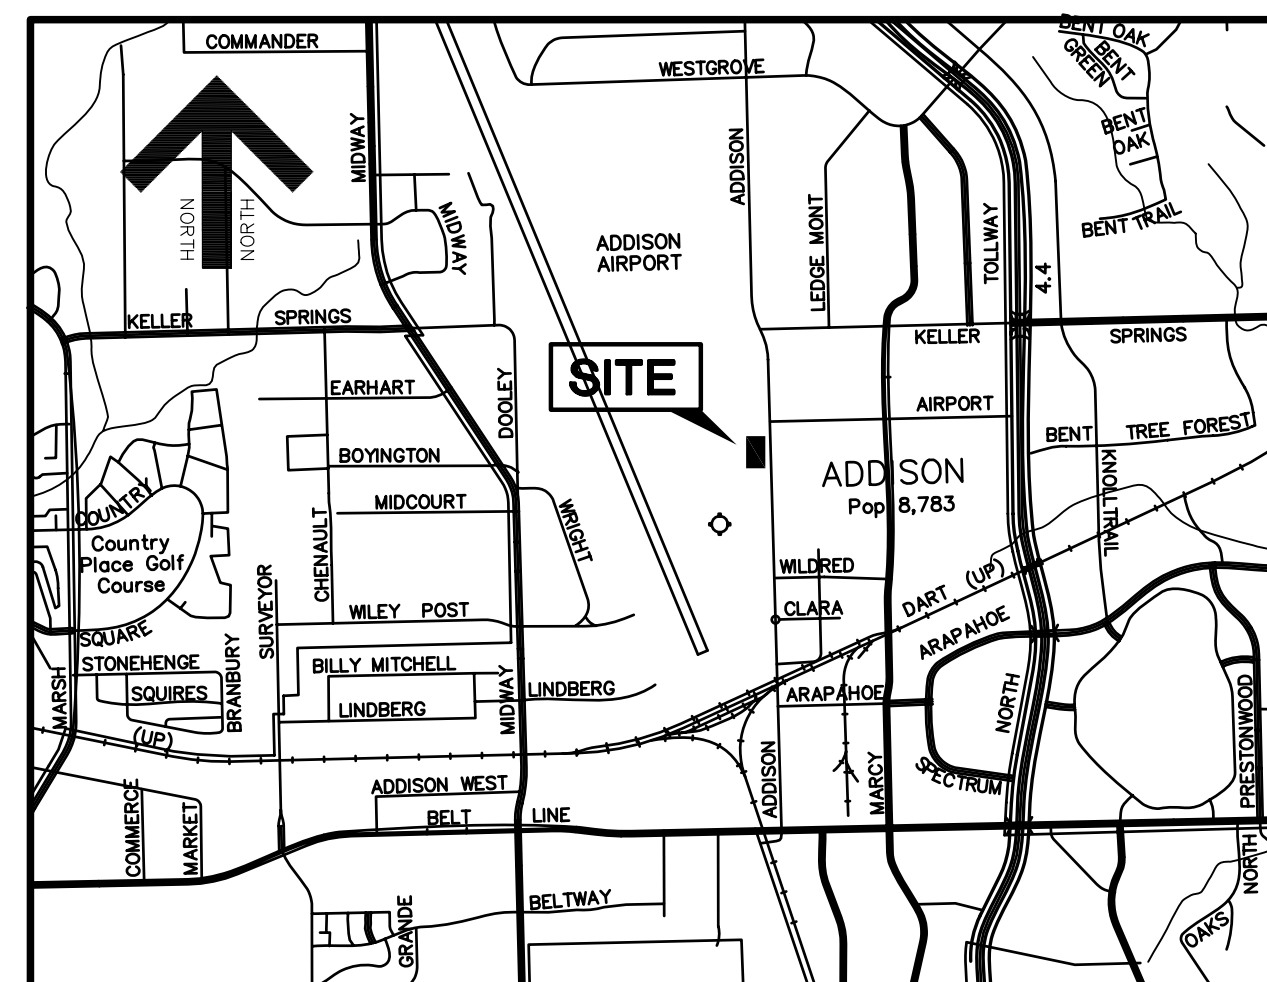 COMMANDER
MIDWAY
WESTGROVE
BENT OAK
BENT
GREEN
BENT
OAK
BENT TRAIL
ADDISON
NORTH
NORTH
MIDWAY
ADDISON
AIRPORT
LEDGE MONT
TOLLWAY
4.4
KELLER
SPRINGS
KELLER
SPRINGS
SITE
EARHART
DOOLEY
AIRPORT
BENT
TREE FOREST
BOYINGTON
ADDISON
Pop 8,783
KNOLL TRAIL
COUNTRY
MIDCOURT
CHENAULT
WRIGHT
Country
Place Golf
Course
SURVEYOR
WILDRED
DART
(UP)
CLARA
WILEY POST
ARAPAHOE
SQUARE
STONEHENGE
BILLY MITCHELL
SQUIRES
BRANBURY
MARSH
LINDBERG
LINDBERG
MIDWAY
ARAPAHOE
NORTH
PRESTONWOOD
(UP)
ADDISON
MARCY
SPECTRUM
COMMERCE
MARKET
ADDISON WEST
BELT
LINE
NORTH
BELTWAY
GRANDE
OAKS